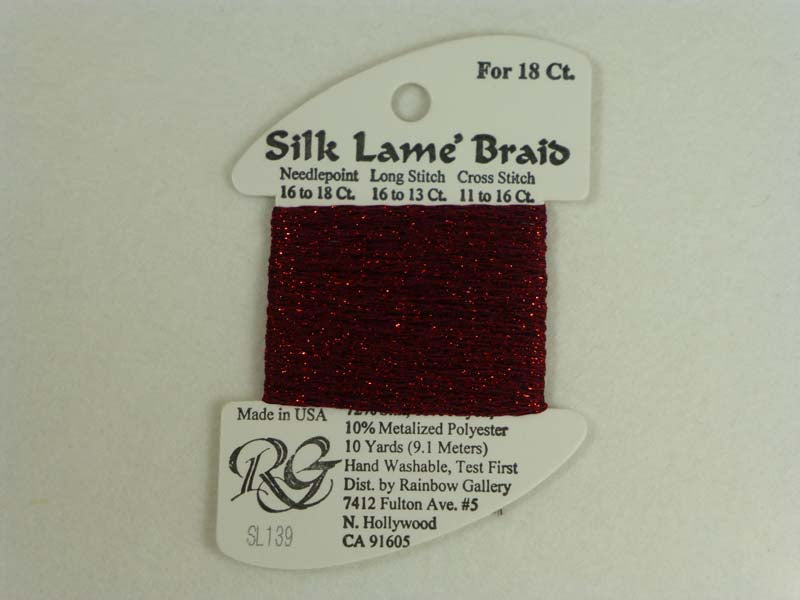 For 18 Ct.
Silk Lame' Braid
Needlepoint Long Stitch Cross Stitch
16 to 18 Ct. 16 to 13 Ct. 11 to 16 Ct.
Made in USA
RG
SL139
72%
10% Metalized Polyester
10 Yards (9.1 Meters)
Hand Washable, Test First
Dist. by Rainbow Gallery
7412 Fulton Ave. #5
N. Hollywood
CA 91605